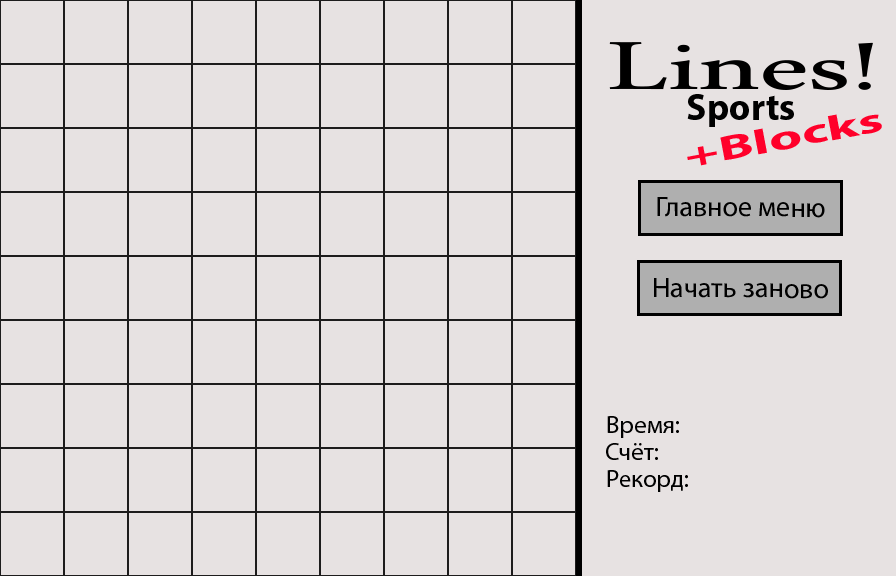 Lines!
Sports
+Blocks
Главное меню
Начать заново
Время:
Счёт:
Рекорд: